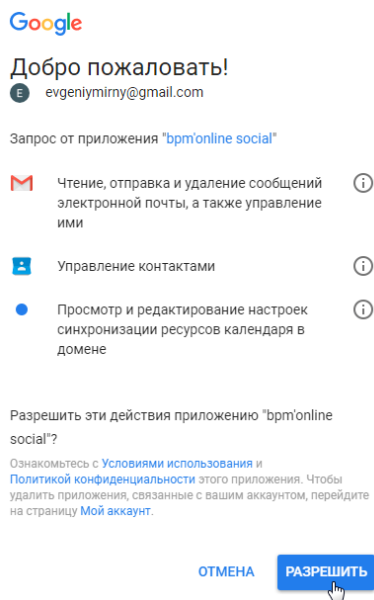 Google
Добро пожаловать!
E evgeniymirny@gmail.com
Запрос от приложения "bpm'online social"
Чтение, отправка и удаление сообщений
электронной почты, а также управление
ими
Управление контактами
Просмотр и редактирование настроек
синхронизации ресурсов календаря в
домене
Разрешить эти действия приложению "bpm'online
social"?
Ознакомьтесь с Условиями использования и
Политикой конфиденциальности этого приложения. Чтобы
удалить приложения, связанные с вашим аккаунтом, перейдите
на страницу Мой аккаунт.
ОТМЕНА РАЗРЕШИТЬ